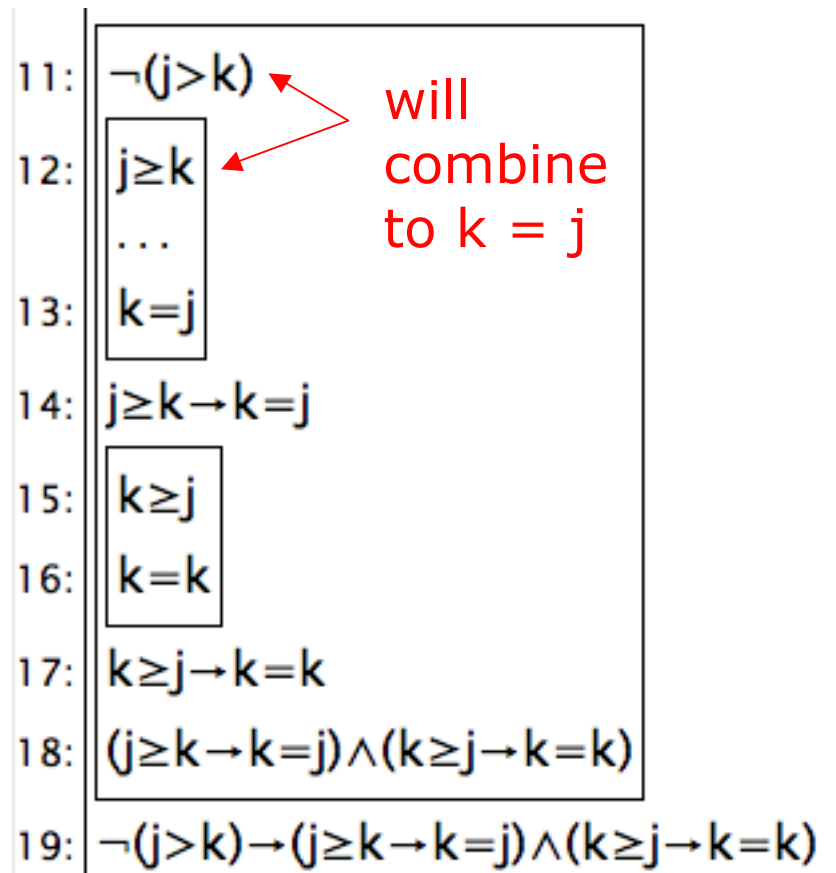 11: ¬(j>k)
will
combine
to k = j
12: j≥k
...
13: k=j
14: j≥k→k=j
15: k≥j
16: k=k
17: k≥j→k=k
18: (j≥k→k=j)∧(k≥j→k=k)
19: ¬(j>k)→(j≥k→k=j)∧(k≥j→k=k)